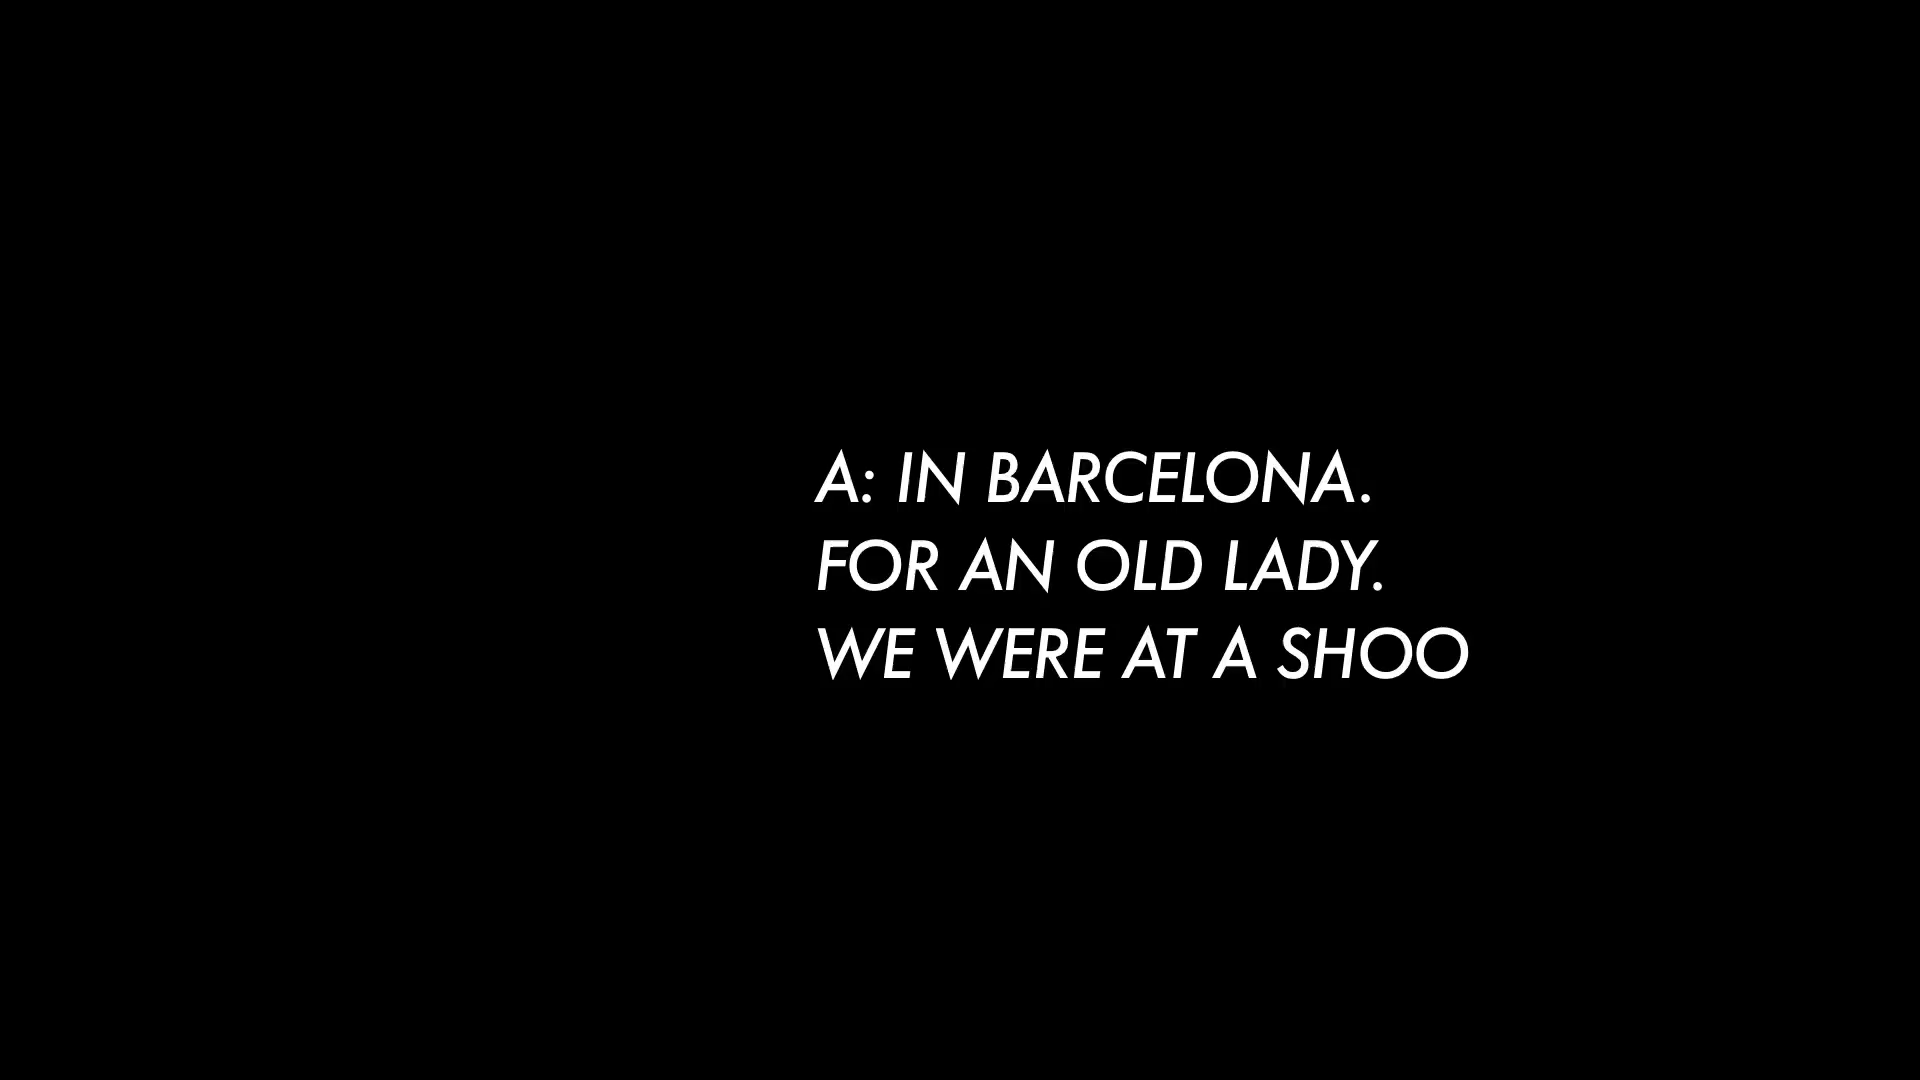 A: IN BARCELONA.
FOR AN OLD LADY.
WE WERE AT A SHOO